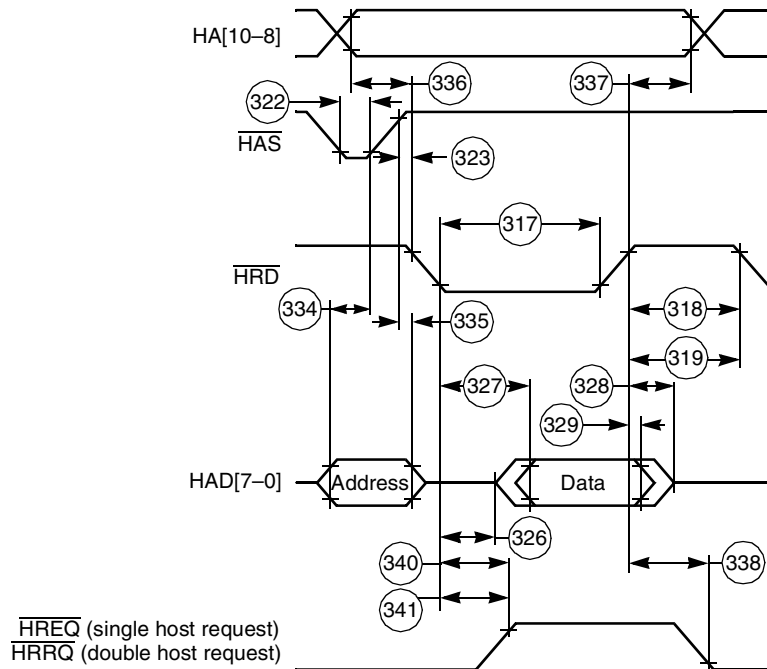 HA[10–8]
336
337
322
HAS
323
317
HRD
334
335
318
319
327
328
329
HAD[7–0]
Address
Data
326
340
338
341
HREQ (single host request)
HRRQ (double host request)